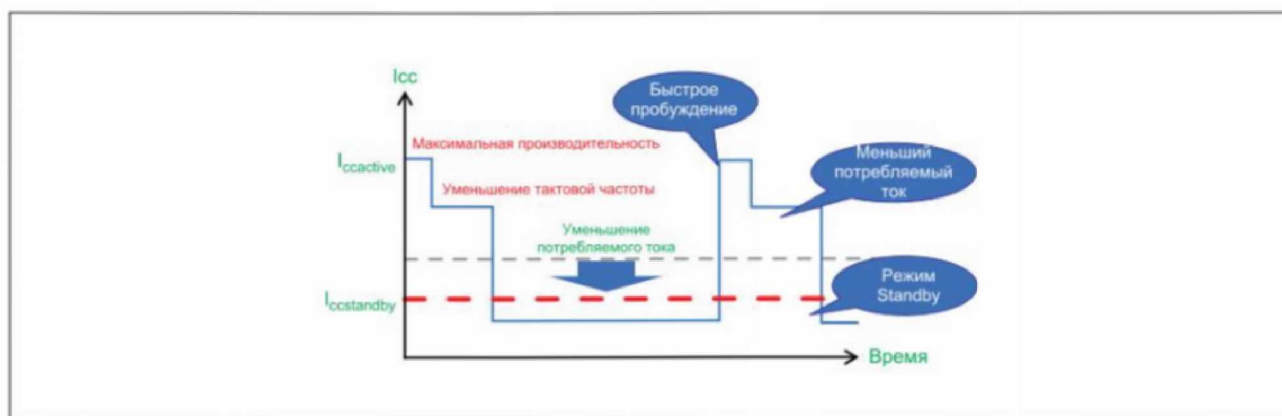 Icc
Быстрое
пробуждение
Максимальная производительность
Iccactive
Меньший
потребляемый
ток
Уменьшение тактовой частоты
Уменьшение
потребляемого тока
Режим
Standby
Iccstandby
Время